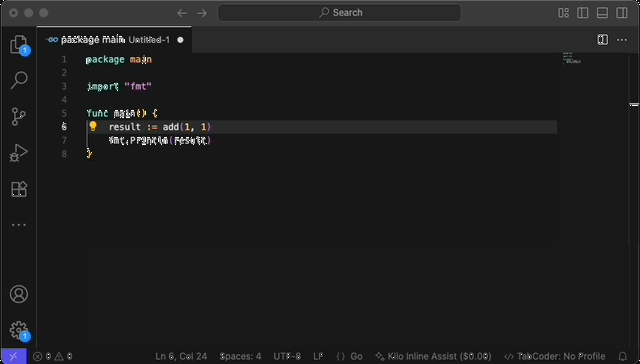 Search
package main Untitled-1
1 package main
2
3 import "fmt"
4
5 func main() {
6 result := add(1, 1)
7 fmt.Println(result)
8 }
1
1
0 0
Ln 6, Col 24 Spaces: 4 UTF-8 LF {} Go Kilo Inline Assist ($0.00) TabCoder: No Profile